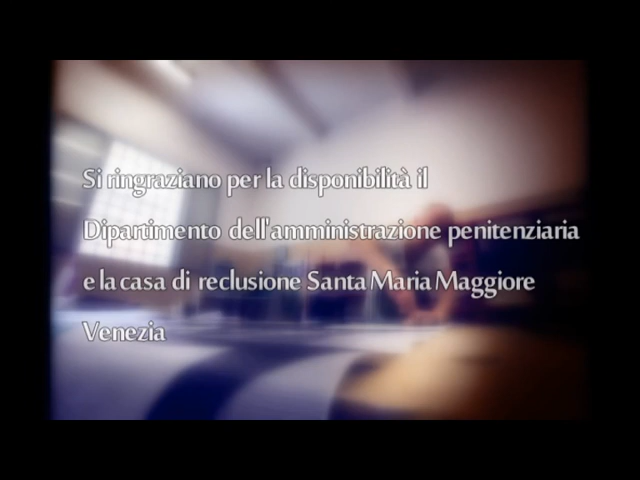 Si ringraziano per la disponibilità il
Dipartimento dell'amministrazione penitenziaria
e la casa di reclusione Santa Maria Maggiore
Venezia